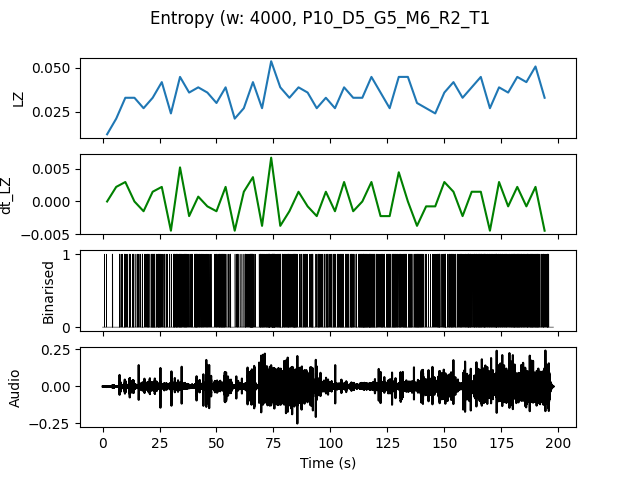 Entropy (w: 4000, P10_D5_G5_M6_R2_T1
0.050
0.025
LZ
0.005
0.000
−0.005
dt_LZ
1
0
Binarised
0.25
0.00
−0.25
Audio
0 25 50 75 100 125 150 175 200
Time (s)